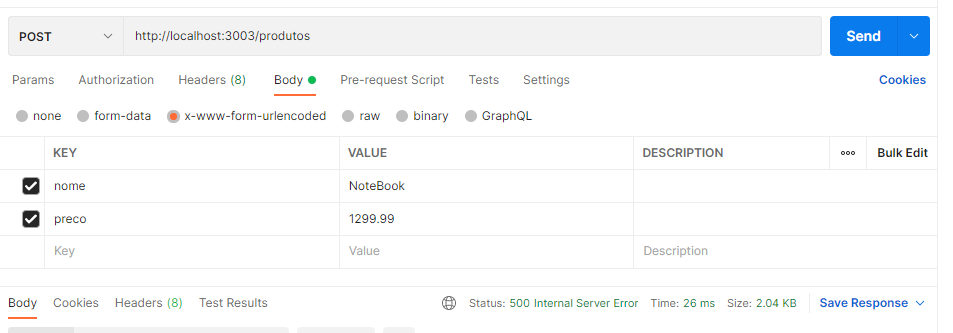 POST http://localhost:3003/produtos Send
Params Authorization Headers (8) Body Pre-request Script Tests Settings Cookies
none form-data x-www-form-urlencoded raw binary GraphQL
KEY VALUE DESCRIPTION ooo Bulk Edit
nome NoteBook
preco 1299.99
Key Value Description
Body Cookies Headers (8) Test Results Status: 500 Internal Server Error Time: 26 ms Size: 2.04 KB Save Response